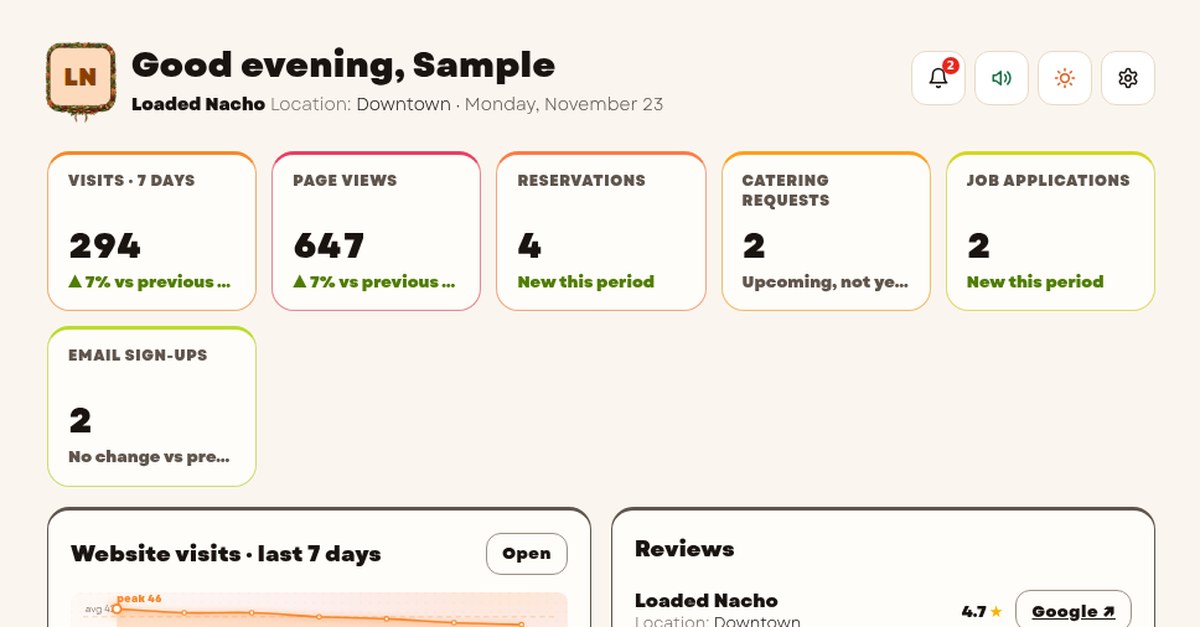 LN
Good evening, Sample
Loaded Nacho Location: Downtown · Monday, November 23
2
VISITS · 7 DAYS
294
▲ 7% vs previous ...
PAGE VIEWS
647
▲ 7% vs previous ...
RESERVATIONS
4
New this period
CATERING
REQUESTS
2
Upcoming, not ye...
JOB APPLICATIONS
2
New this period
EMAIL SIGN-UPS
2
No change vs pre...
Website visits · last 7 days
Open
peak 46
avg
Reviews
Loaded Nacho
Location: Downtown
4.7 ★
Google ↗